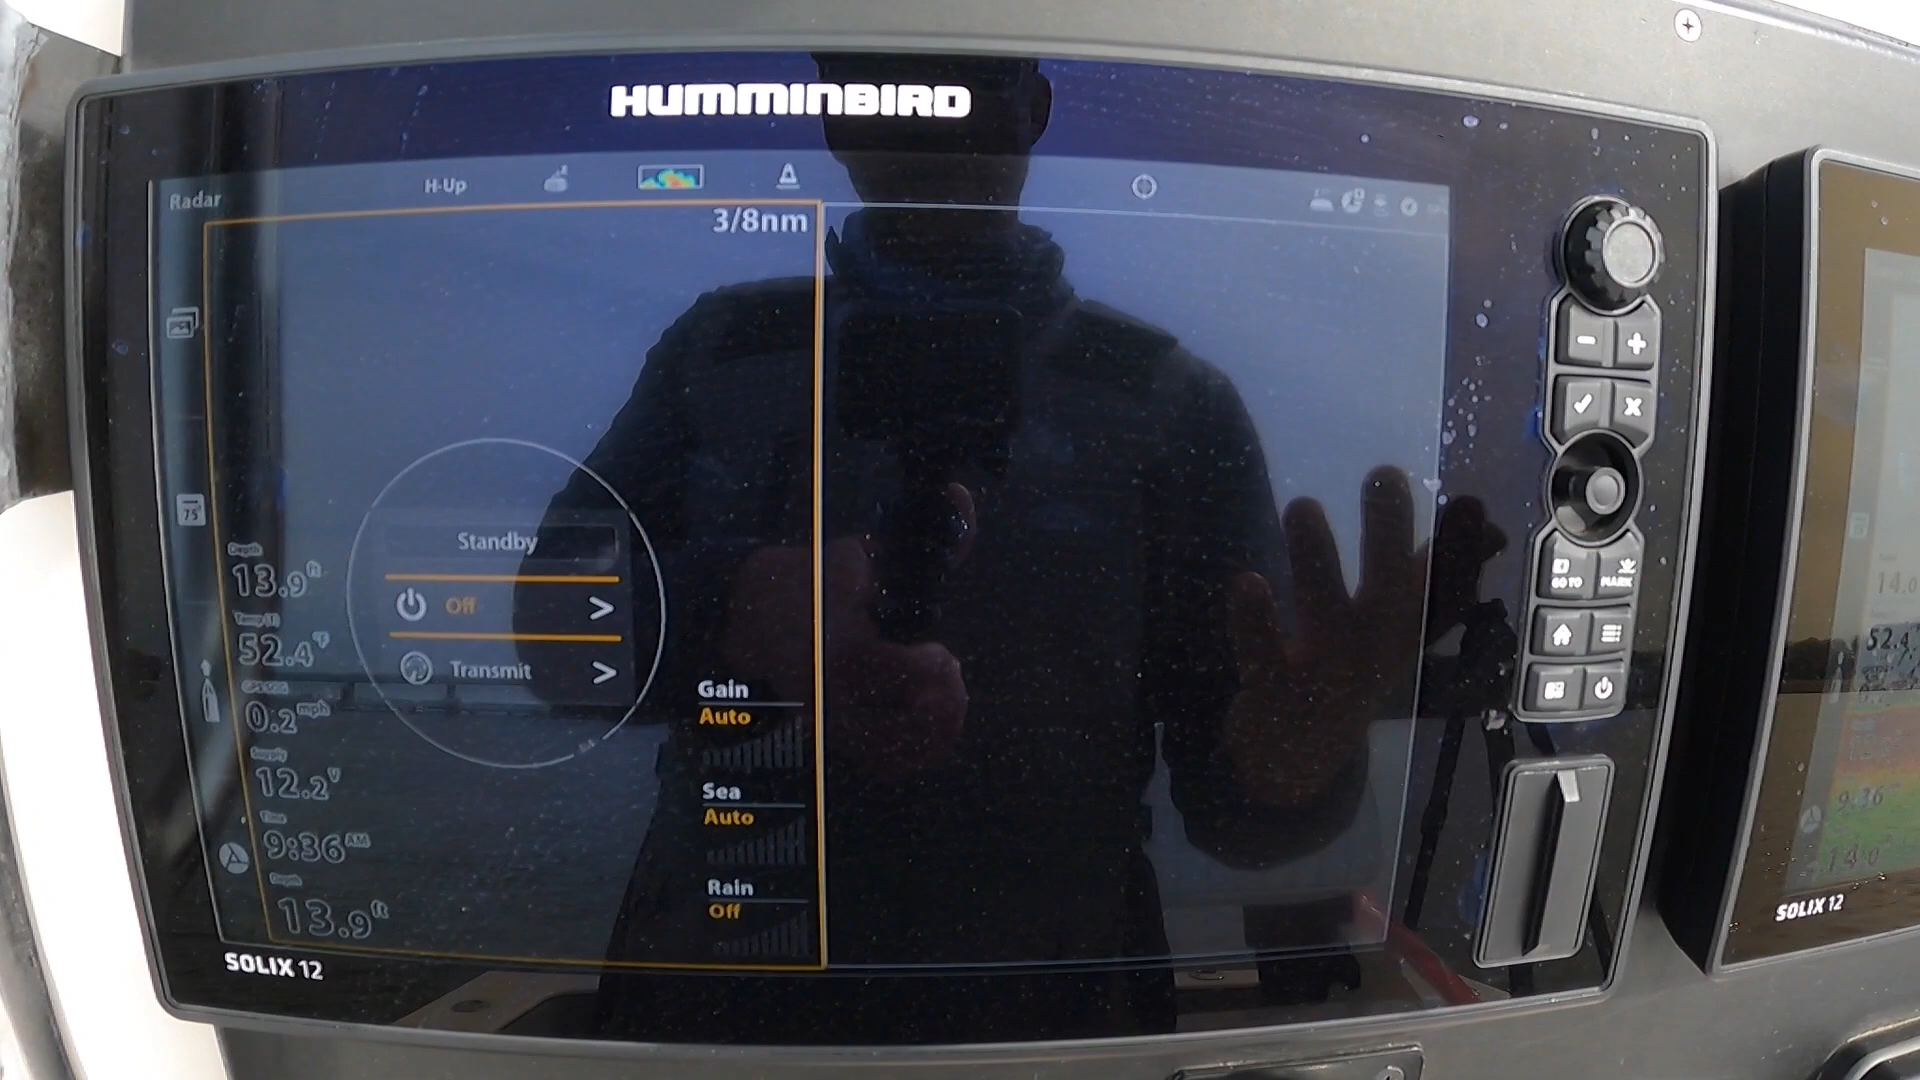 HUMMINBIRD
Radar
H-Up
3/8nm
75°
Standby
Off
Transmit
Depth
13.9 ft
Temp (T)
52.4 °F
GPS SOG
0.2 mph
Supply
12.2 V
Time
9:36 AM
Depth
13.9 ft
Gain
Auto
Sea
Auto
Rain
Off
SOLIX 12
GO TO
MARK
14.0
52.4
9:36
14.0
SOLIX 12